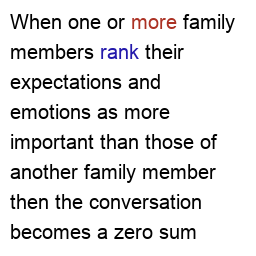 When one or more family
members rank their
expectations and
emotions as more
important than those of
another family member
then the conversation
becomes a zero sum